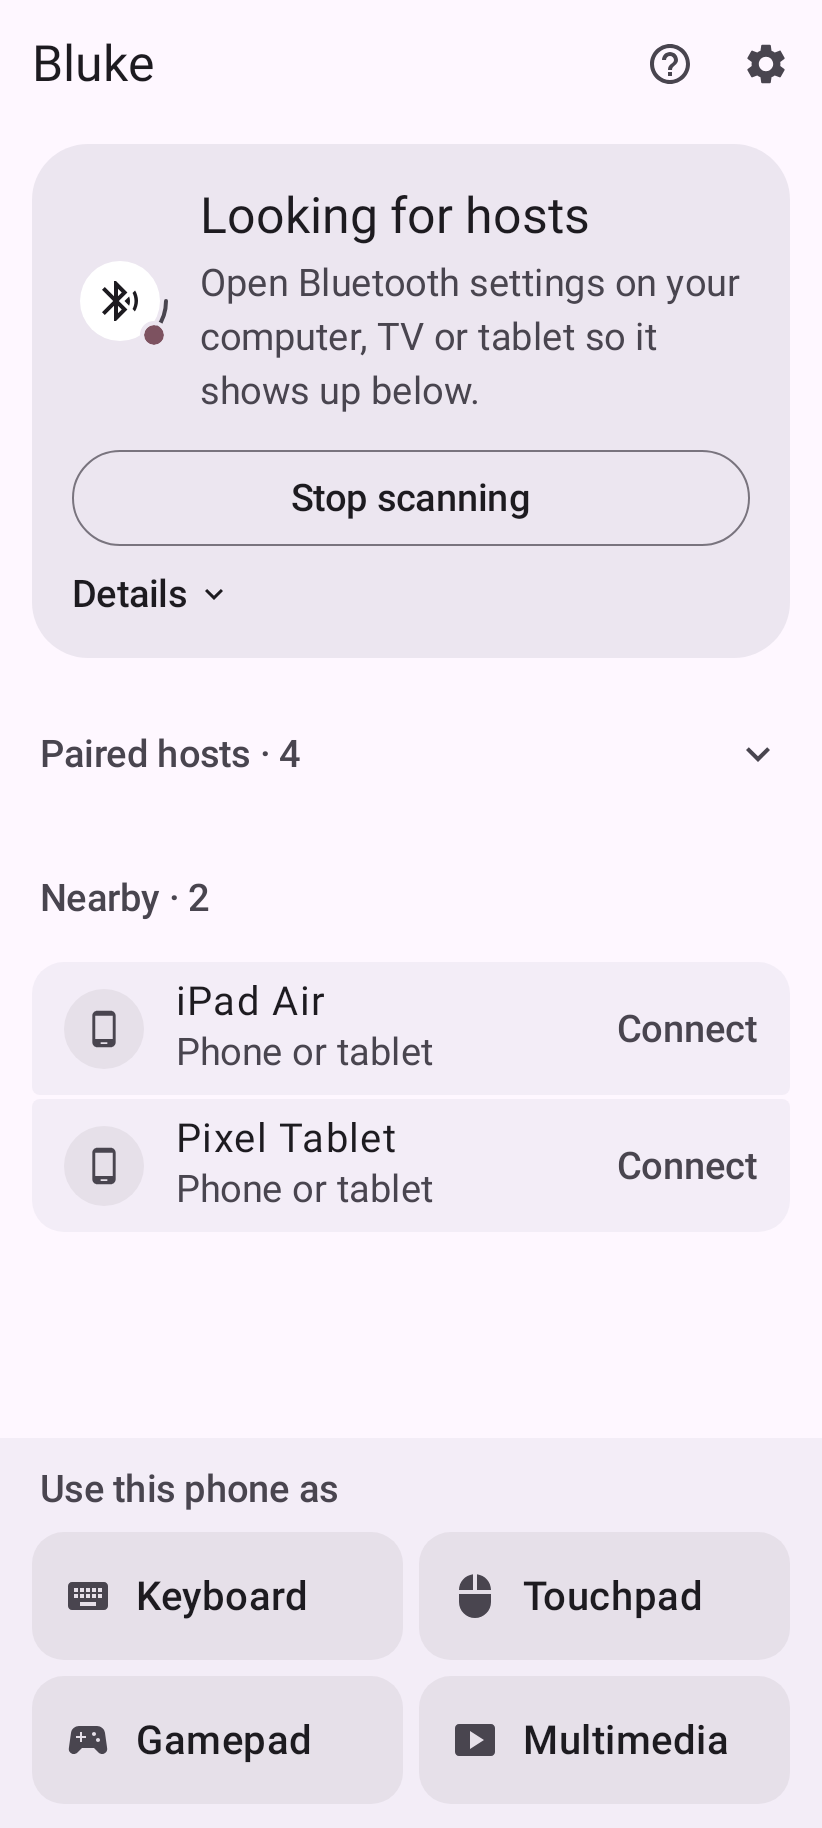 Bluke
Looking for hosts
Open Bluetooth settings on your
computer, TV or tablet so it
shows up below.
Stop scanning
Details
Paired hosts · 4
Nearby · 2
iPad Air
Phone or tablet
Connect
Pixel Tablet
Phone or tablet
Connect
Use this phone as
Keyboard
Touchpad
Gamepad
Multimedia